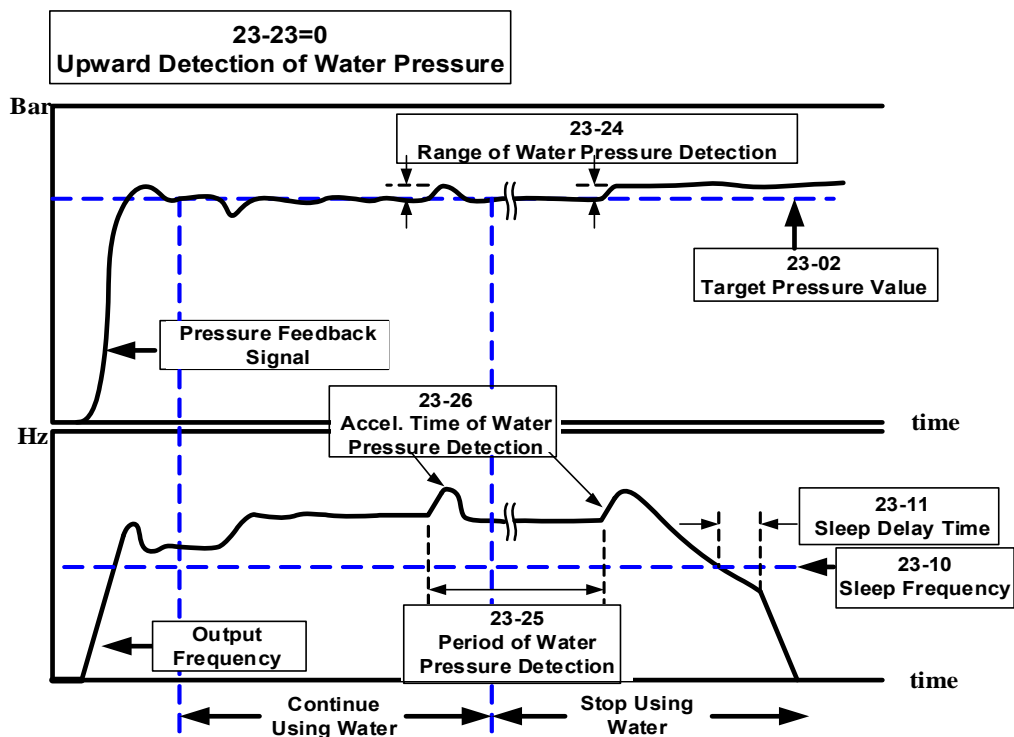 23-23=0
Upward Detection of Water Pressure
Bar
23-24
Range of Water Pressure Detection
23-02
Target Pressure Value
Pressure Feedback
Signal
time
Hz
23-26
Accel. Time of Water
Pressure Detection
23-11
Sleep Delay Time
23-10
Sleep Frequency
23-25
Period of Water
Pressure Detection
Output
Frequency
time
Continue
Using Water
Stop Using
Water